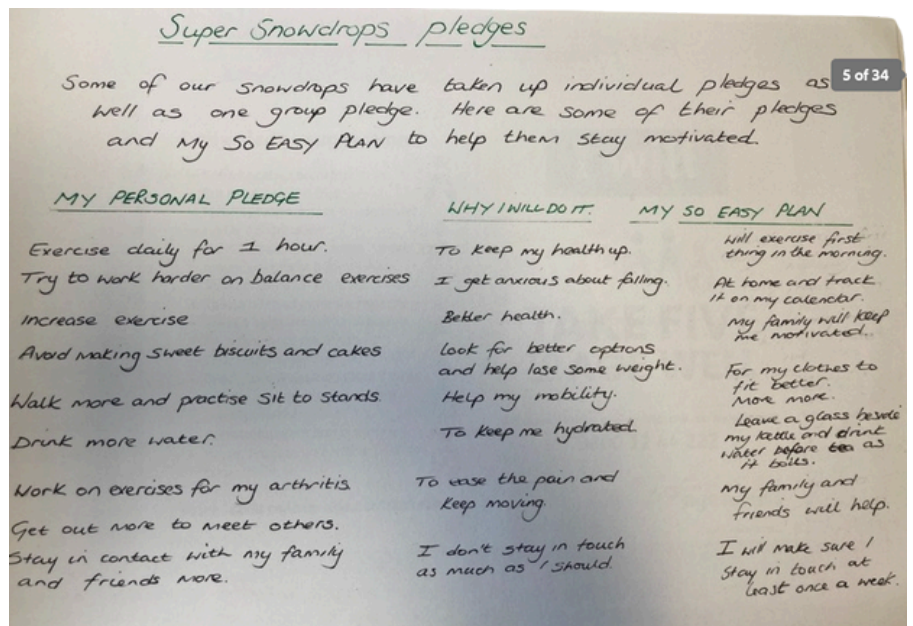 Super Snowdrops pledges
5 of 34
Some of our snowdrops have taken up individual pledges as
well as one group pledge. Here are some of their pledges
and My SO EASY PLAN to help them stay motivated.
MY PERSONAL PLEDGE
WHY I WILL DO IT.
MY SO EASY PLAN
Exercise daily for 1 hour.
To keep my health up.
Will exercise first
thing in the morning.
Try to work harder on balance exercises
I get anxious about falling.
At home and track
it on my calendar.
Increase exercise
Better health.
My family will keep
me motivated.
Avoid making sweet biscuits and cakes
Look for better options
and help lose some weight.
For my clothes to
fit better.
Walk more and practise sit to stands.
Help my mobility.
Move more.
Drink more water.
To keep me hydrated
Leave a glass beside
my kettle and drink
water before tea as
it boils.
Work on exercises for my arthritis
To ease the pain and
keep moving.
My family and
friends will help.
Get out more to meet others.
Stay in contact with my family
and friends more.
I don't stay in touch
as much as I should.
I will make sure I
stay in touch at
least once a week.